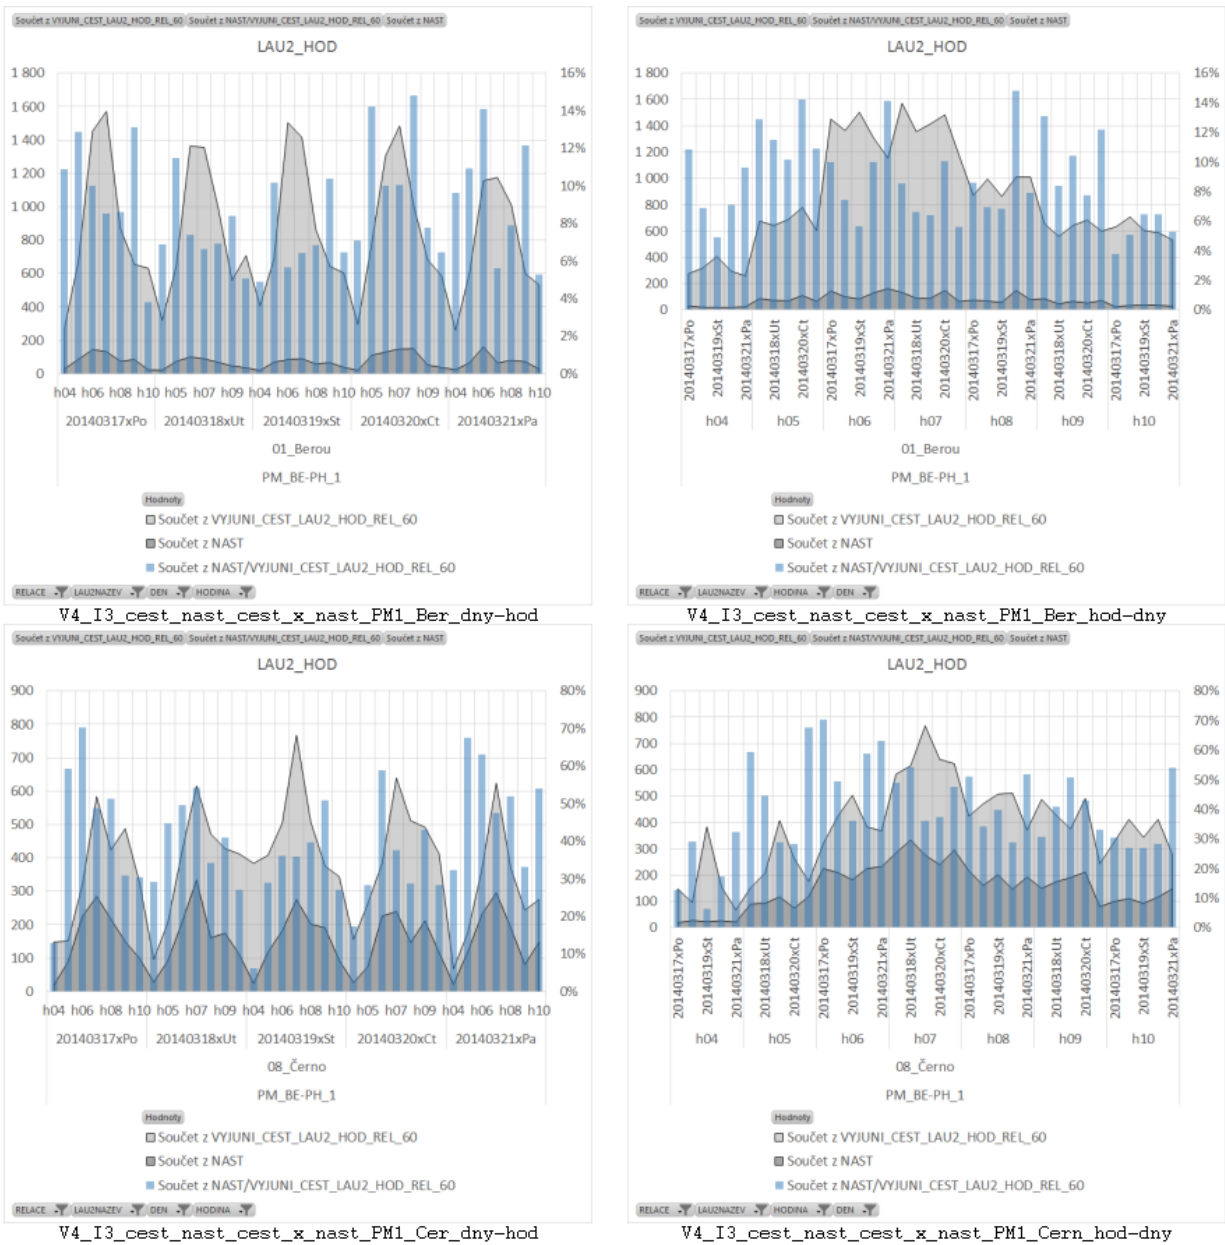 Součet z VYJUNI_CEST_LAU2_HOD_REL_60 Součet z NAST/VYJUNI_CEST_LAU2_HOD_REL_60 Součet z NAST
LAU2_HOD
1 800
1 600
1 400
1 200
1 000
800
600
400
200
0
16%
14%
12%
10%
8%
6%
4%
2%
0%
h04 h06 h08 h10 h05 h07 h09 h04 h06 h08 h10 h05 h07 h09 h04 h06 h08 h10
20140317xPo 20140318xUt 20140319xSt 20140320xCt 20140321xPa
01_Berou
PM_BE-PH_1
Hodnoty
Součet z VYJUNI_CEST_LAU2_HOD_REL_60
Součet z NAST
Součet z NAST/VYJUNI_CEST_LAU2_HOD_REL_60
RELACE LAU2NAZEV DEN HODINA
V4_I3_cest_nast_cest_x_nast_PM1_Ber_dny-hod
Součet z VYJUNI_CEST_LAU2_HOD_REL_60 Součet z NAST/VYJUNI_CEST_LAU2_HOD_REL_60 Součet z NAST
LAU2_HOD
1 800
1 600
1 400
1 200
1 000
800
600
400
200
0
16%
14%
12%
10%
8%
6%
4%
2%
0%
20140317xPo 20140319xSt 20140321xPa 20140318xUt 20140320xCt 20140317xPo 20140319xSt 20140321xPa 20140318xUt 20140320xCt 20140317xPo 20140319xSt 20140321xPa 20140318xUt 20140320xCt 20140317xPo 20140319xSt 20140321xPa
h04 h05 h06 h07 h08 h09 h10
01_Berou
PM_BE-PH_1
Hodnoty
Součet z VYJUNI_CEST_LAU2_HOD_REL_60
Součet z NAST
Součet z NAST/VYJUNI_CEST_LAU2_HOD_REL_60
RELACE LAU2NAZEV HODINA DEN
V4_I3_cest_nast_cest_x_nast_PM1_Ber_hod-dny
Součet z VYJUNI_CEST_LAU2_HOD_REL_60 Součet z NAST/VYJUNI_CEST_LAU2_HOD_REL_60 Součet z NAST
LAU2_HOD
900
800
700
600
500
400
300
200
100
0
80%
70%
60%
50%
40%
30%
20%
10%
0%
h04 h06 h08 h10 h05 h07 h09 h04 h06 h08 h10 h05 h07 h09 h04 h06 h08 h10
20140317xPo 20140318xUt 20140319xSt 20140320xCt 20140321xPa
08_Černo
PM_BE-PH_1
Hodnoty
Součet z VYJUNI_CEST_LAU2_HOD_REL_60
Součet z NAST
Součet z NAST/VYJUNI_CEST_LAU2_HOD_REL_60
RELACE LAU2NAZEV DEN HODINA
V4_I3_cest_nast_cest_x_nast_PM1_Cer_dny-hod
Součet z VYJUNI_CEST_LAU2_HOD_REL_60 Součet z NAST/VYJUNI_CEST_LAU2_HOD_REL_60 Součet z NAST
LAU2_HOD
900
800
700
600
500
400
300
200
100
0
80%
70%
60%
50%
40%
30%
20%
10%
0%
20140317xPo 20140319xSt 20140321xPa 20140318xUt 20140320xCt 20140317xPo 20140319xSt 20140321xPa 20140318xUt 20140320xCt 20140317xPo 20140319xSt 20140321xPa 20140318xUt 20140320xCt 20140317xPo 20140319xSt 20140321xPa
h04 h05 h06 h07 h08 h09 h10
08_Černo
PM_BE-PH_1
Hodnoty
Součet z VYJUNI_CEST_LAU2_HOD_REL_60
Součet z NAST
Součet z NAST/VYJUNI_CEST_LAU2_HOD_REL_60
RELACE LAU2NAZEV HODINA DEN
V4_I3_cest_nast_cest_x_nast_PM1_Cern_hod-dny